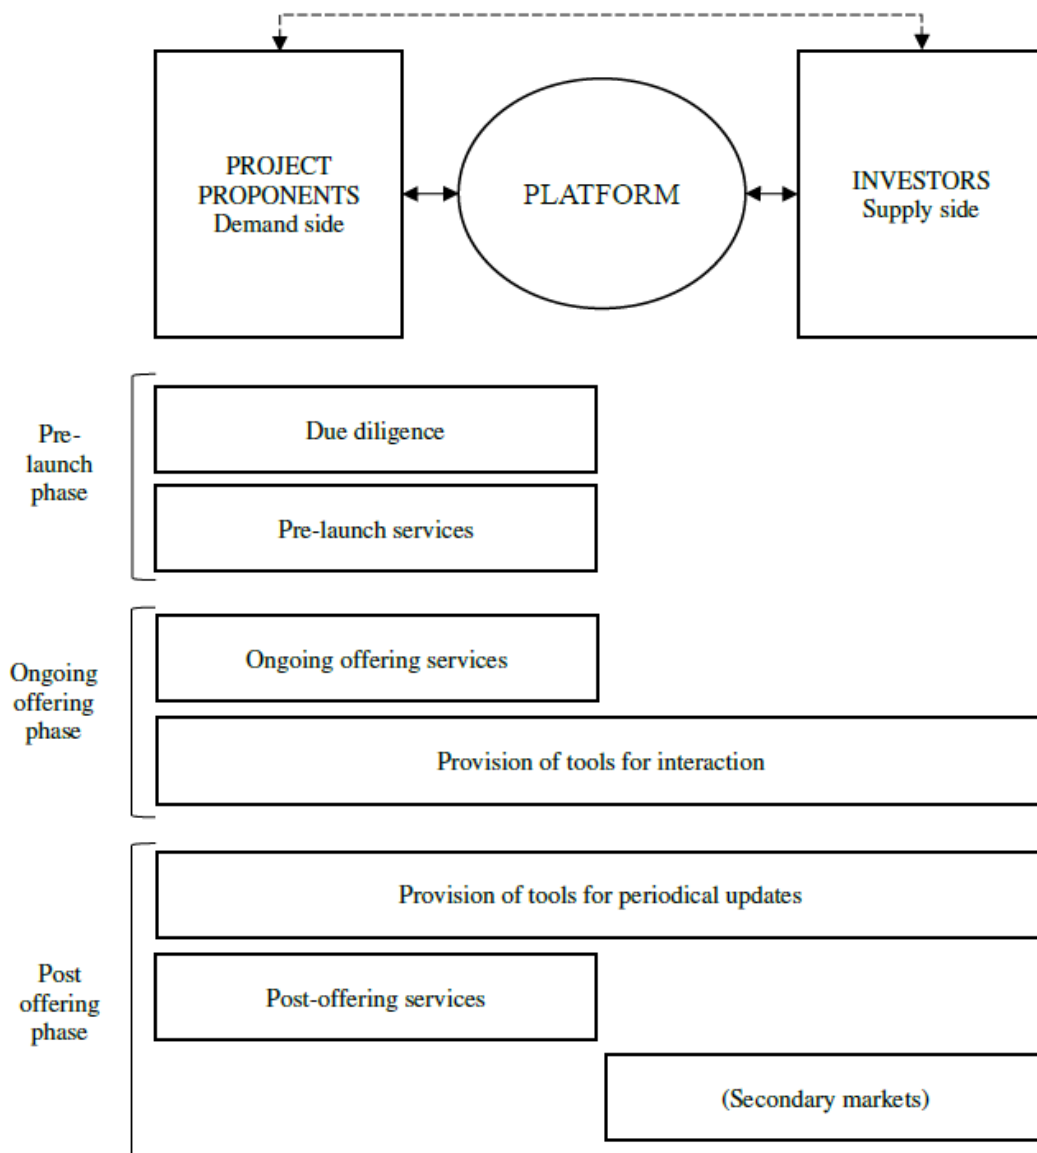 PROJECT
PROPONENTS
Demand side
PLATFORM
INVESTORS
Supply side
Pre-
launch
phase
Due diligence
Pre-launch services
Ongoing
offering
phase
Ongoing offering services
Provision of tools for interaction
Post
offering
phase
Provision of tools for periodical updates
Post-offering services
(Secondary markets)